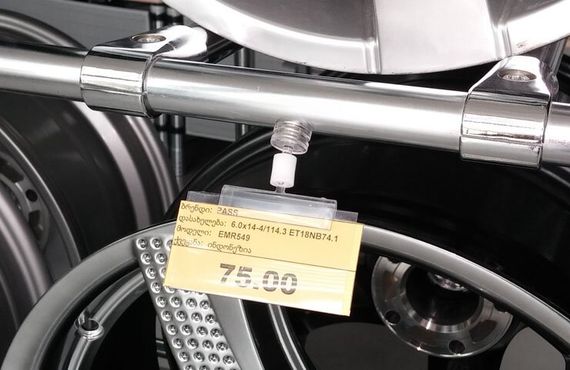 ბრენდი: PASS
დასახელება: 6.0x14-4/114.3 ET18NB74.1
მოდელი: EMR549
ქვეყანა: ინდონეზია
75.00